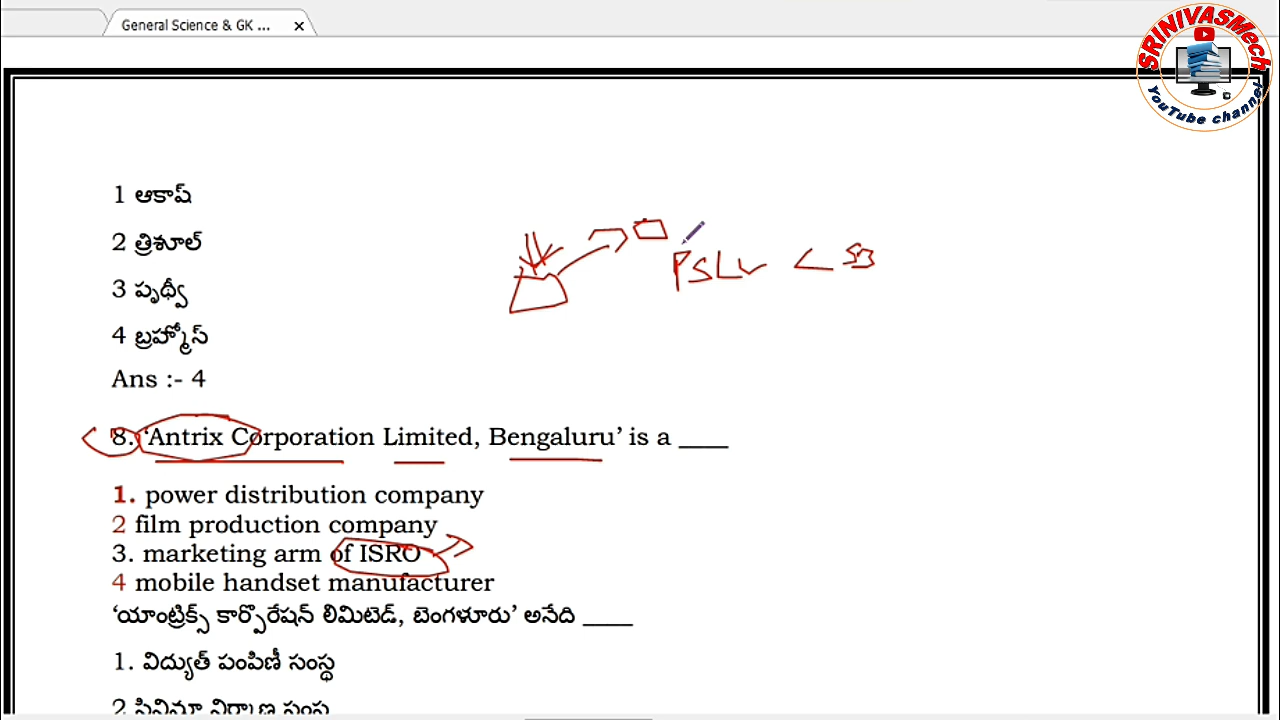 General Science & GK ...
SRINIVASMech
YouTube channel
1 ఆకాష్
2 త్రిశూల్
3 పృథ్వీ
4 బ్రహ్మోస్
PSLV
Ans :- 4
8. ‘Antrix Corporation Limited, Bengaluru’ is a ____
1. power distribution company
2 film production company
3. marketing arm of ISRO
4 mobile handset manufacturer
‘యాంట్రిక్స్ కార్పొరేషన్ లిమిటెడ్, బెంగళూరు’ అనేది ____
1. విద్యుత్ పంపిణీ సంస్థ
2 సినిమా నిర్మాణ సంస్థ